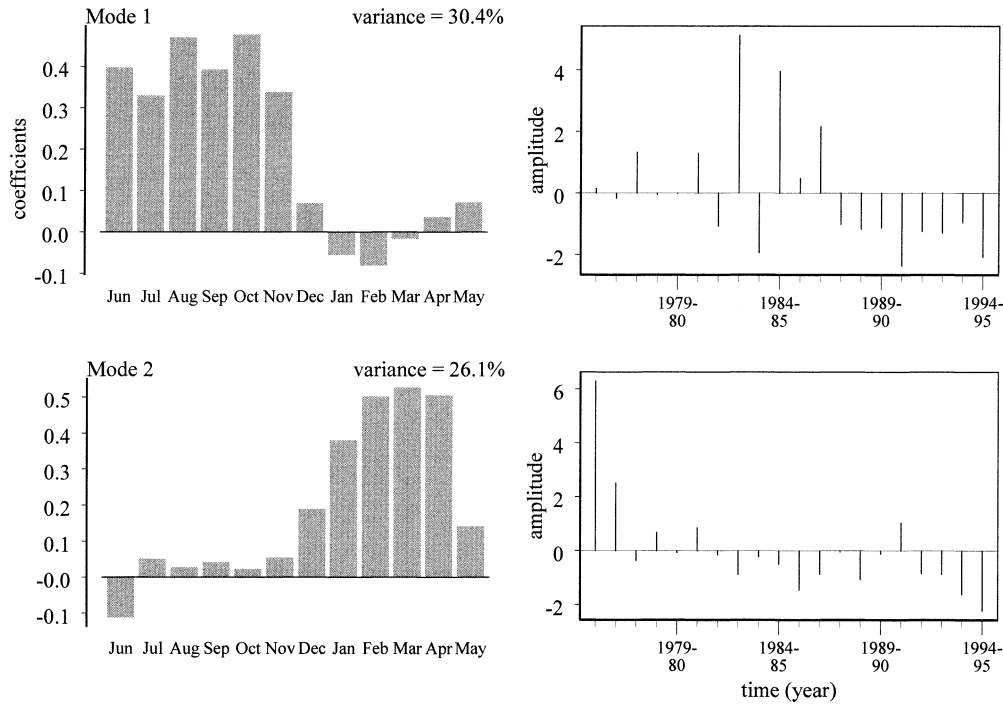 Mode 1 variance = 30.4%
coefficients
0.4
0.3
0.2
0.1
0.0
-0.1
Jun Jul Aug Sep Oct Nov Dec Jan Feb Mar Apr May
amplitude
4
2
0
-2
1979-80 1984-85 1989-90 1994-95
Mode 2 variance = 26.1%
0.5
0.4
0.3
0.2
0.1
-0.0
-0.1
Jun Jul Aug Sep Oct Nov Dec Jan Feb Mar Apr May
amplitude
6
4
2
0
-2
1979-80 1984-85 1989-90 1994-95
time (year)